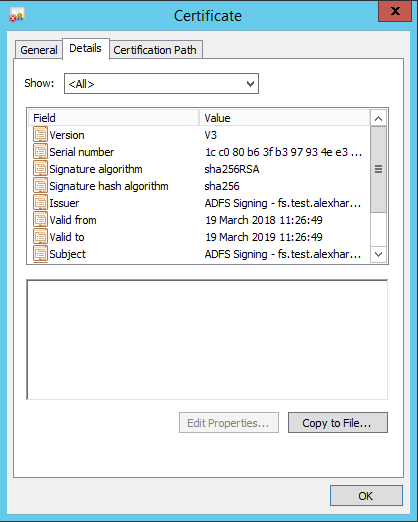 Certificate
x
General Details Certification Path
Show: <All>
Field Value
Version V3
Serial number 1c c0 80 b6 3f b3 97 93 4e e3 ...
Signature algorithm sha256RSA
Signature hash algorithm sha256
Issuer ADFS Signing - fs.test.alexhar...
Valid from 19 March 2018 11:26:49
Valid to 19 March 2019 11:26:49
Subject ADFS Signing - fs.test.alexhar...
Edit Properties... Copy to File...
OK